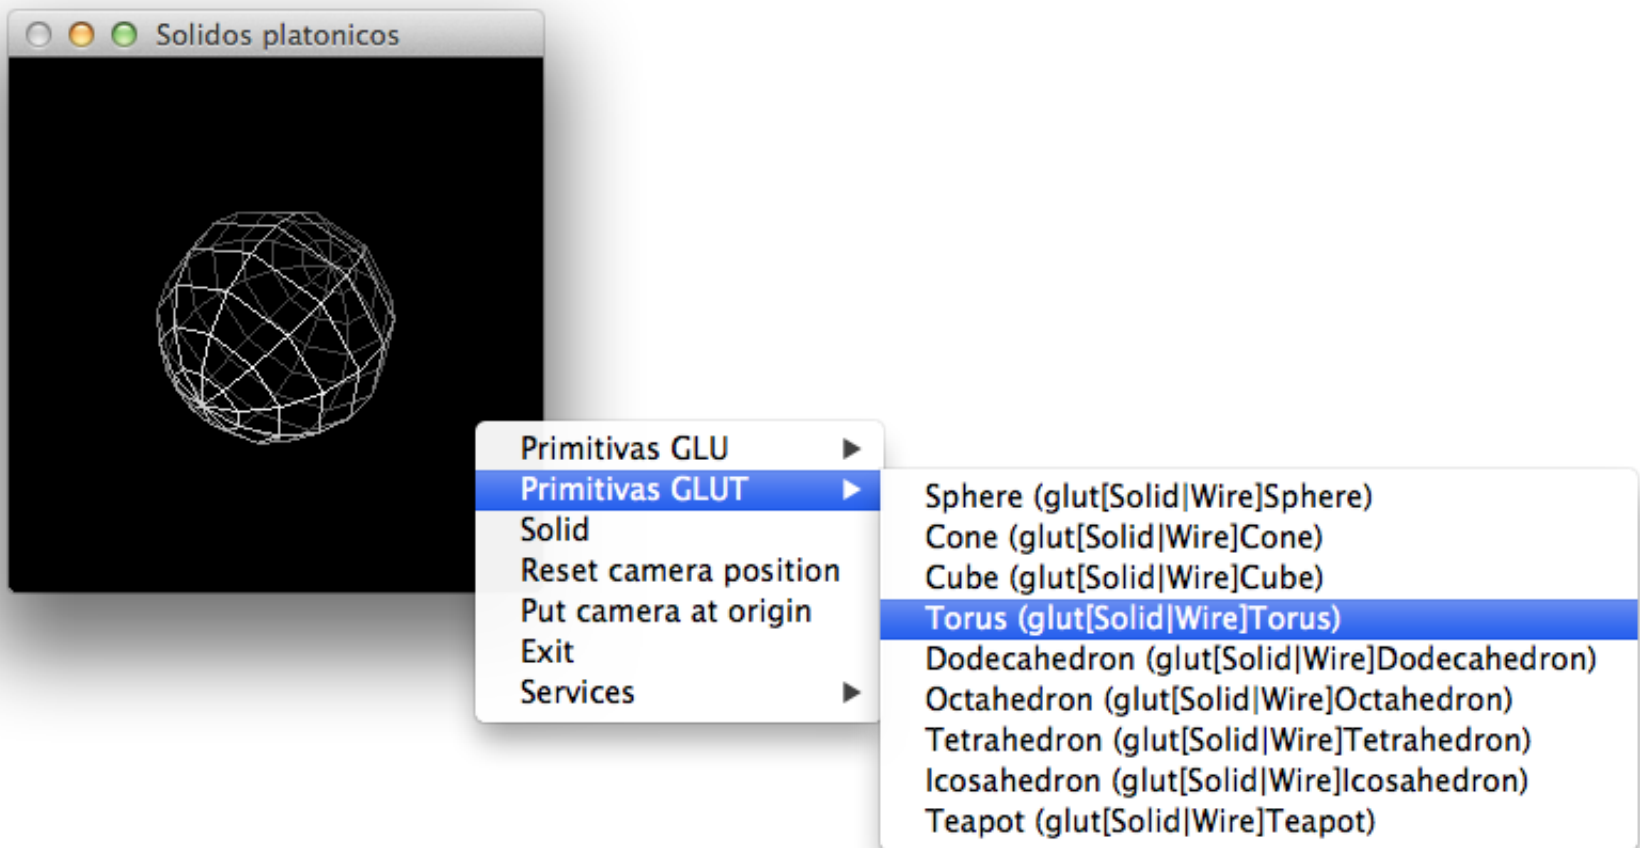 Solidos platonicos
Primitivas GLU
Primitivas GLUT
Solid
Reset camera position
Put camera at origin
Exit
Services
Sphere (glut[Solid|Wire]Sphere)
Cone (glut[Solid|Wire]Cone)
Cube (glut[Solid|Wire]Cube)
Torus (glut[Solid|Wire]Torus)
Dodecahedron (glut[Solid|Wire]Dodecahedron)
Octahedron (glut[Solid|Wire]Octahedron)
Tetrahedron (glut[Solid|Wire]Tetrahedron)
Icosahedron (glut[Solid|Wire]Icosahedron)
Teapot (glut[Solid|Wire]Teapot)